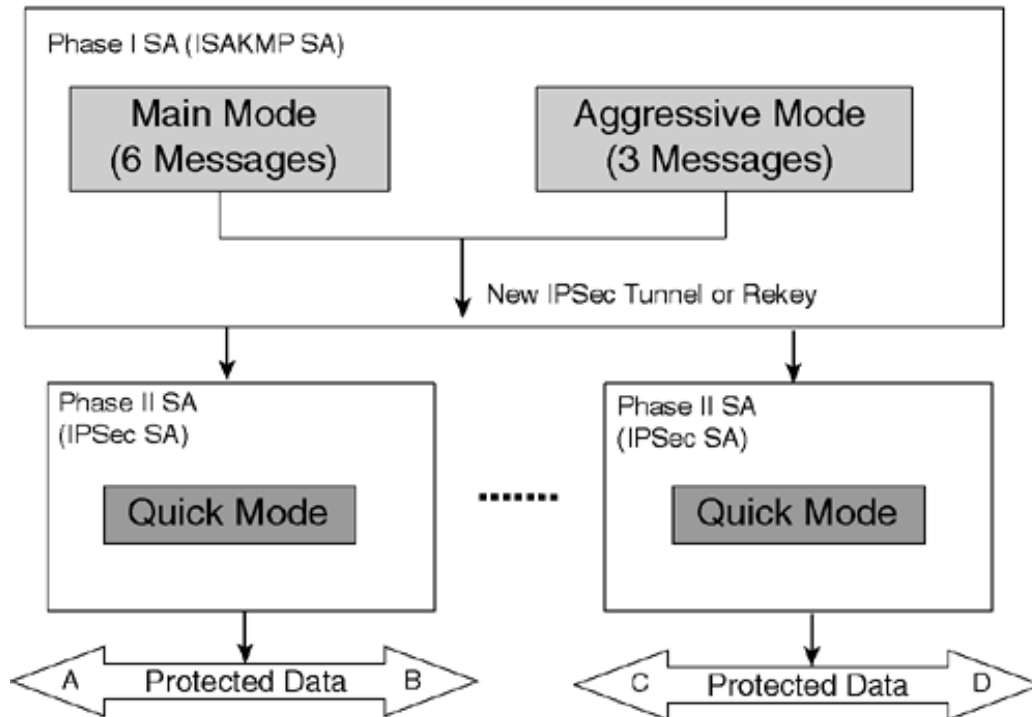 Phase I SA (ISAKMP SA)
Main Mode
(6 Messages)
Aggressive Mode
(3 Messages)
New IPSec Tunnel or Rekey
Phase II SA
(IPSec SA)
Quick Mode
Phase II SA
(IPSec SA)
Quick Mode
A Protected Data B
C Protected Data D